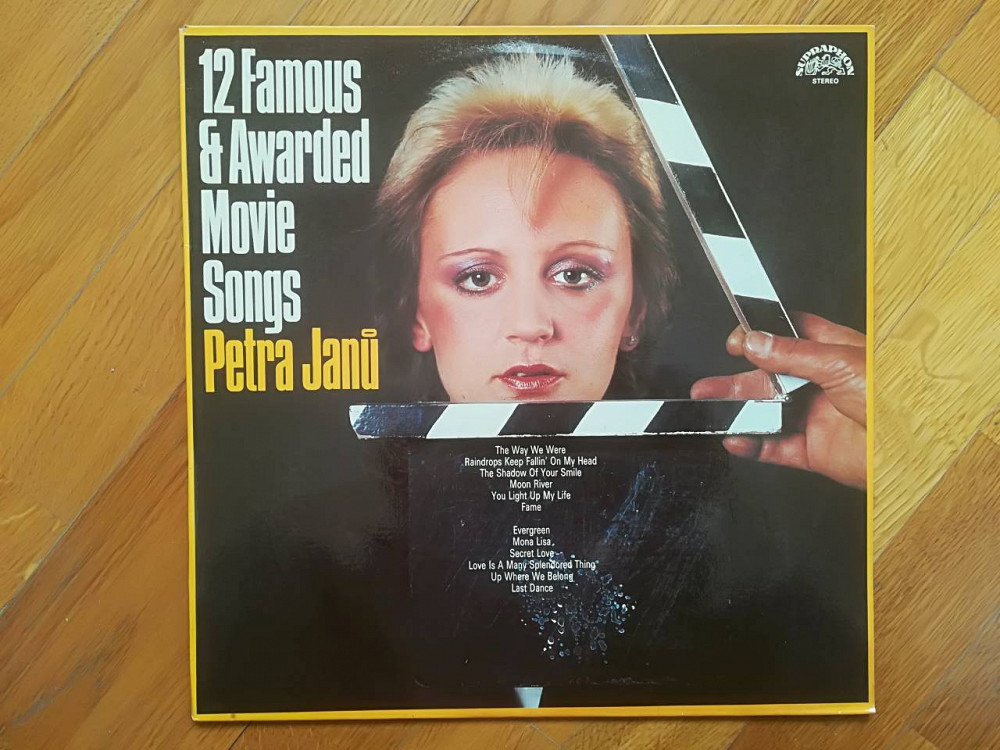 12 Famous
& Awarded
Movie
Songs
Petra Janů
SUPRAPHON
STEREO
The Way We Were
Raindrops Keep Fallin' On My Head
The Shadow Of Your Smile
Moon River
You Light Up My Life
Fame
Evergreen
Mona Lisa
Secret Love
Love Is A Many Splendored Thing
Up Where We Belong
Last Dance